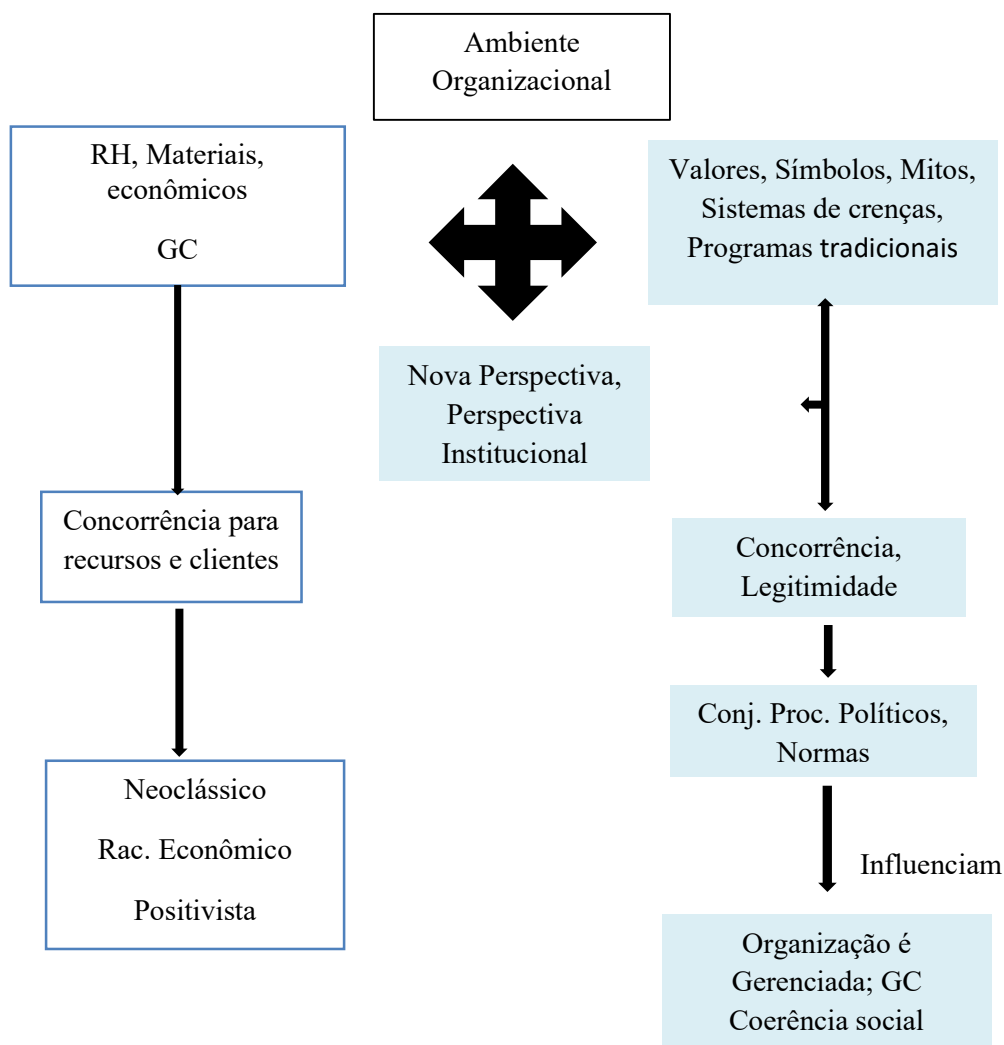 Ambiente
Organizacional
RH, Materiais,
econômicos
GC
Valores, Símbolos, Mitos,
Sistemas de crenças,
Programas tradicionais
Nova Perspectiva,
Perspectiva
Institucional
Concorrência para
recursos e clientes
Concorrência,
Legitimidade
Conj. Proc. Políticos,
Normas
Neoclássico
Rac. Econômico
Positivista
Influenciam
Organização é
Gerenciada; GC
Coerência social